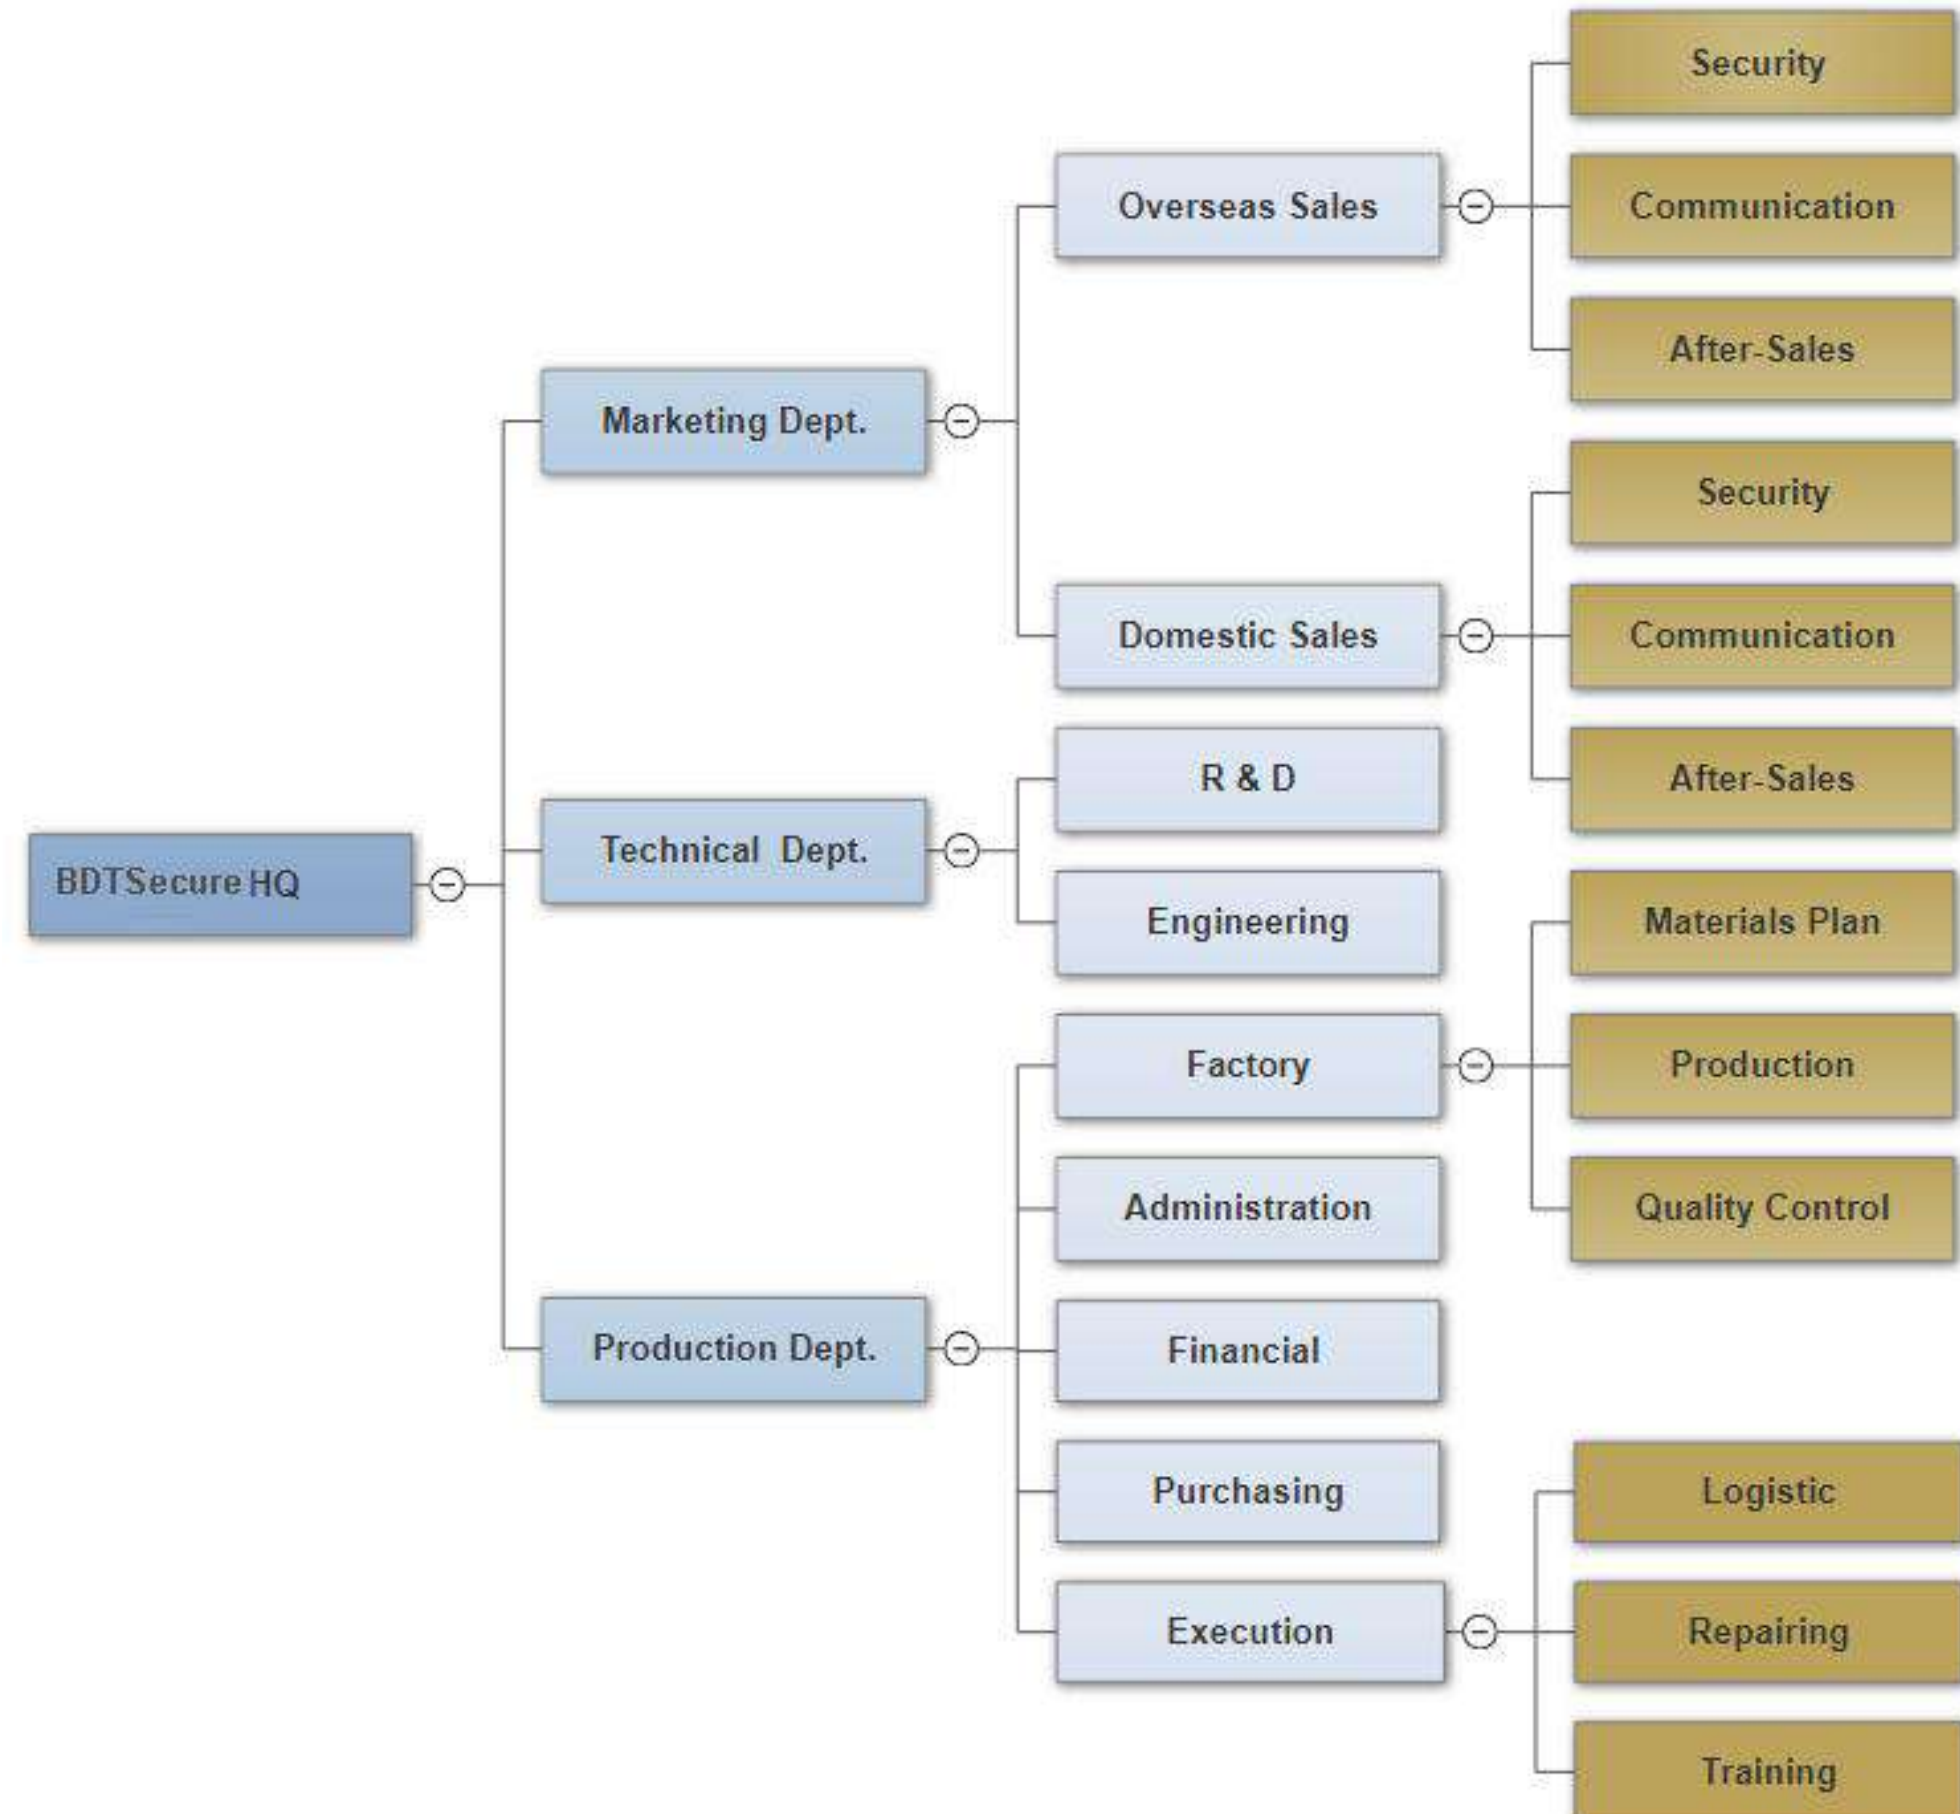 BDTSecure HQ
Marketing Dept.
Overseas Sales
Security
Communication
After-Sales
Domestic Sales
Security
Communication
After-Sales
Technical Dept.
R & D
Engineering
Production Dept.
Factory
Materials Plan
Production
Quality Control
Administration
Financial
Purchasing
Execution
Logistic
Repairing
Training